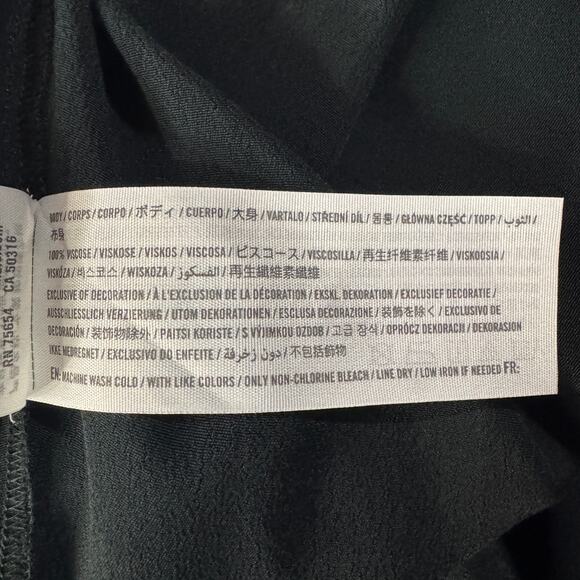 BODY / CORPS / CORPO / ボディ / CUERPO / 大身 / VARTALO / STŘEDNÍ DÍL / 몸통 / GŁÓWNA CZĘŚĆ / TOPP / الثوب /
布身
100% VISCOSE / VISKOSE / VISKOS / VISCOSA / ビスコース / VISCOSILLA / 再生纤维素纤维 / VISKOOSIA /
VISKÓZA / 비스코스 / WISKOZA / الفسكوز / 再生纖維素纖維
EXCLUSIVE OF DECORATION / À L'EXCLUSION DE LA DÉCORATION / EKSKL. DEKORATION / EXCLUSIEF DECORATIE /
AUSSCHLIESSLICH VERZIERUNG / UTOM DEKORATIONEN / ESCLUSA DECORAZIONE / 装飾を除く / EXCLUSIVO DE
DECORACIÓN / 装饰物除外 / PAITSI KORISTE / S VÝJIMKOU OZDOB / 고급 장식 / OPRÓCZ DEKORACH / DEKORASJON
IKKE MEDREGNET / EXCLUSIVO DO ENFEITE / دون زخرفة / 不包括飾物
EN: MACHINE WASH COLD / WITH LIKE COLORS / ONLY NON-CHLORINE BLEACH / LINE DRY / LOW IRON IF NEEDED FR:
RN 75654 CA 50316